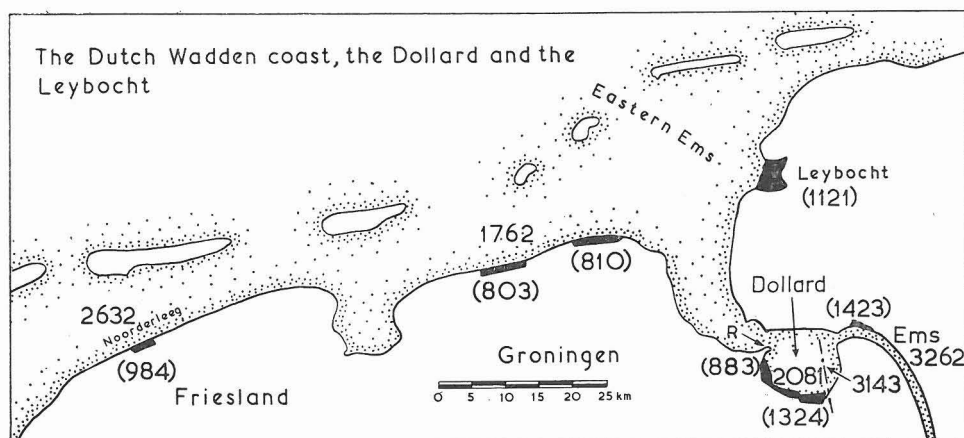 The Dutch Wadden coast, the Dollard and the
Leybocht
Eastern Ems
Leybocht
(1121)
1762
(810)
(803)
2632
Noorderleeg
(984)
Friesland
Groningen
0 5 10 15 20 25 km
Dollard
(1423)
Ems
3262
R
(883)
2081
3143
(1324)